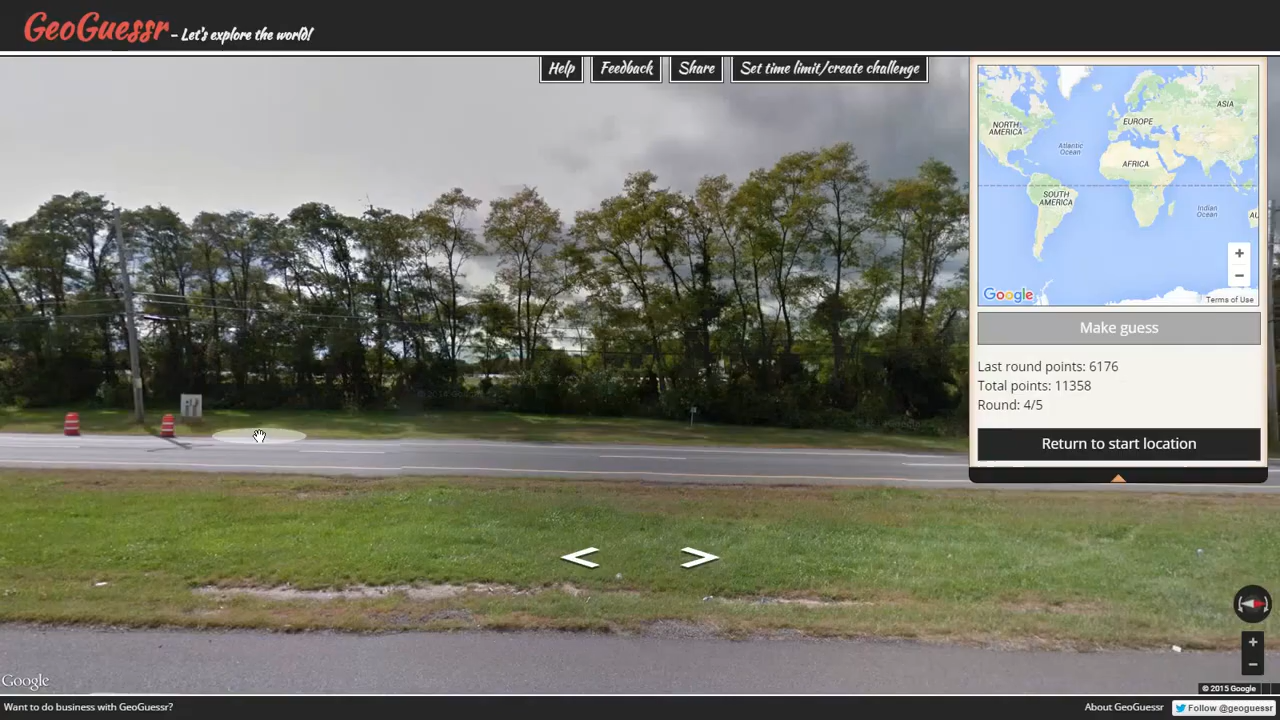 GeoGuessr - Let's explore the world!
Help
Feedback
Share
Set time limit/create challenge
NORTH AMERICA
Atlantic Ocean
EUROPE
ASIA
AFRICA
SOUTH AMERICA
Indian Ocean
AU
+
−
Google
Terms of Use
Make guess
Last round points: 6176
Total points: 11358
Round: 4/5
Return to start location
+
−
Google
© 2015 Google
Want to do business with GeoGuessr?
About GeoGuessr
Follow @geoguessr